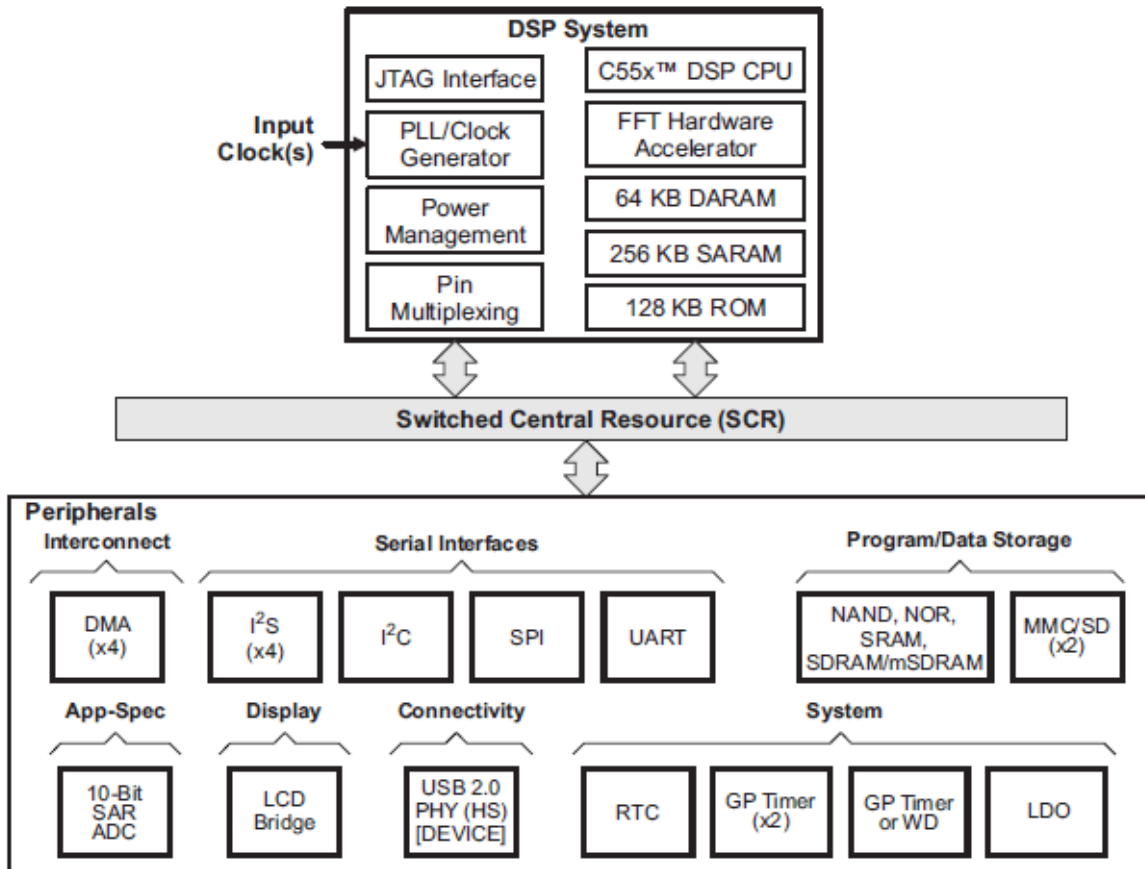 DSP System
JTAG Interface
C55x™ DSP CPU
Input
Clock(s)
PLL/Clock
Generator
FFT Hardware
Accelerator
Power
Management
64 KB DARAM
256 KB SARAM
Pin
Multiplexing
128 KB ROM
Switched Central Resource (SCR)
Peripherals
Interconnect
Serial Interfaces
Program/Data Storage
DMA
(x4)
I²S
(x4)
I²C
SPI
UART
NAND, NOR,
SRAM,
SDRAM/mSDRAM
MMC/SD
(x2)
App-Spec
Display
Connectivity
System
10-Bit
SAR
ADC
LCD
Bridge
USB 2.0
PHY (HS)
[DEVICE]
RTC
GP Timer
(x2)
GP Timer
or WD
LDO